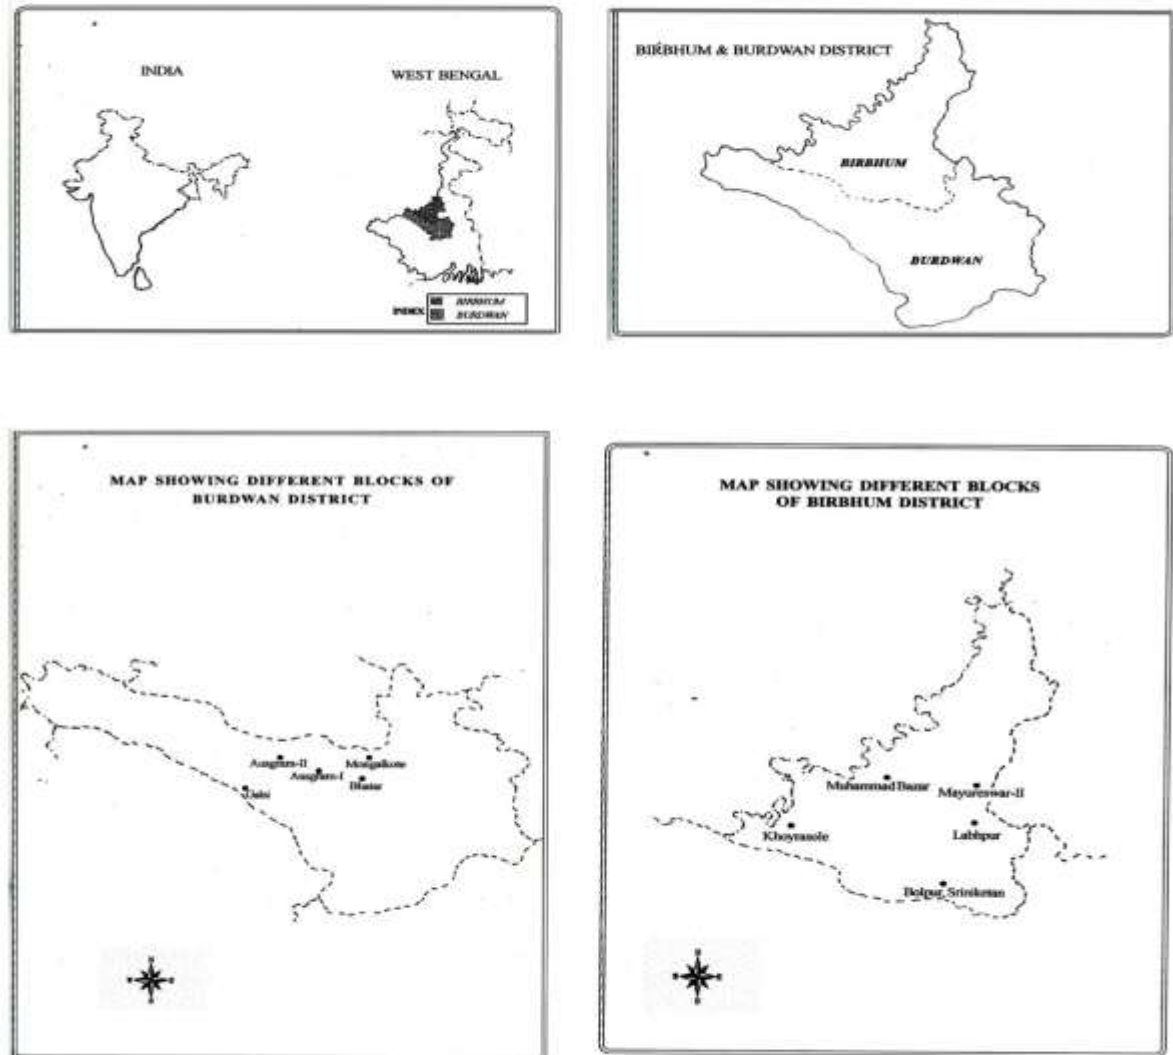 INDIA
WEST BENGAL
INDEX
BIRBHUM
BURDWAN
BIRBHUM & BURDWAN DISTRICT
BIRBHUM
BURDWAN
MAP SHOWING DIFFERENT BLOCKS OF
BURDWAN DISTRICT
Ausgram-II
Mongalkote
Ausgram-I
Bhatar
MAP SHOWING DIFFERENT BLOCKS
OF BIRBHUM DISTRICT
Muhammad Bazar
Mayureswar-II
Khoyrasole
Labhpur
Bolpur, Sriniketan